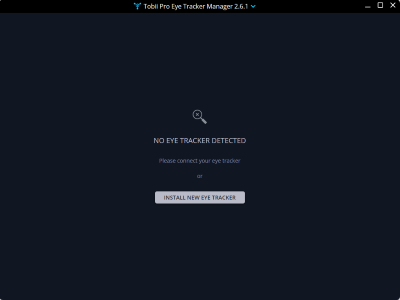 Tobii Pro Eye Tracker Manager 2.6.1
NO EYE TRACKER DETECTED
Please connect your eye tracker
or
INSTALL NEW EYE TRACKER